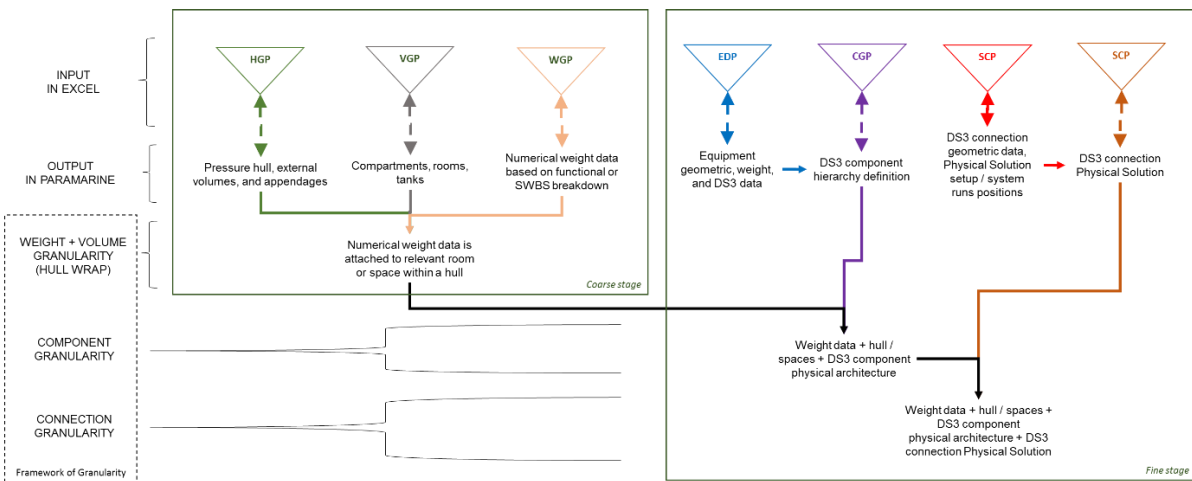 INPUT
IN EXCEL
HGP
VGP
WGP
EDP
CGP
SCP
SCP
OUTPUT
IN PARAMARINE
Pressure hull, external
volumes, and appendages
Compartments, rooms,
tanks
Numerical weight data
based on functional or
SWBS breakdown
Equipment
geometric, weight,
and DS3 data
DS3 component
hierarchy definition
DS3 connection
geometric data,
Physical Solution
setup / system
runs positions
DS3 connection
Physical Solution
WEIGHT + VOLUME
GRANULARITY
(HULL WRAP)
Numerical weight data is
attached to relevant room
or space within a hull
Coarse stage
COMPONENT
GRANULARITY
Weight data + hull /
spaces + DS3 component
physical architecture
CONNECTION
GRANULARITY
Weight data + hull / spaces +
DS3 component
physical architecture + DS3
connection Physical Solution
Framework of Granularity
Fine stage